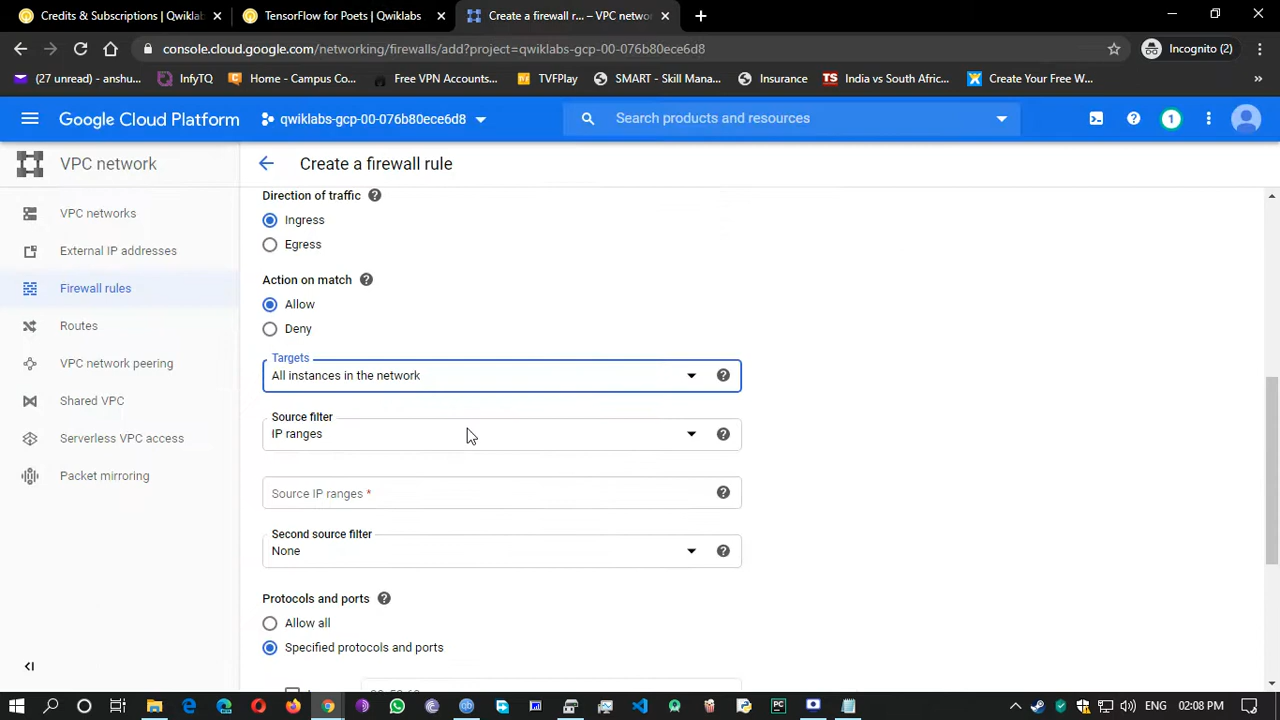 Credits & Subscriptions | Qwiklab
TensorFlow for Poets | Qwiklabs
Create a firewall r... – VPC netwo
console.cloud.google.com/networking/firewalls/add?project=qwiklabs-gcp-00-076b80ece6d8
Incognito (2)
(27 unread) - anshu...
InfyTQ
Home - Campus Co...
Free VPN Accounts...
TVFPlay
SMART - Skill Mana...
Insurance
TS
India vs South Afric...
Create Your Free W...
»
Google Cloud Platform
qwiklabs-gcp-00-076b80ece6d8
Search products and resources
1
VPC network
Create a firewall rule
VPC networks
External IP addresses
Firewall rules
Routes
VPC network peering
Shared VPC
Serverless VPC access
Packet mirroring
Direction of traffic
Ingress
Egress
Action on match
Allow
Deny
Targets
All instances in the network
Source filter
IP ranges
Source IP ranges *
Second source filter
None
Protocols and ports
Allow all
Specified protocols and ports
ENG
02:08 PM